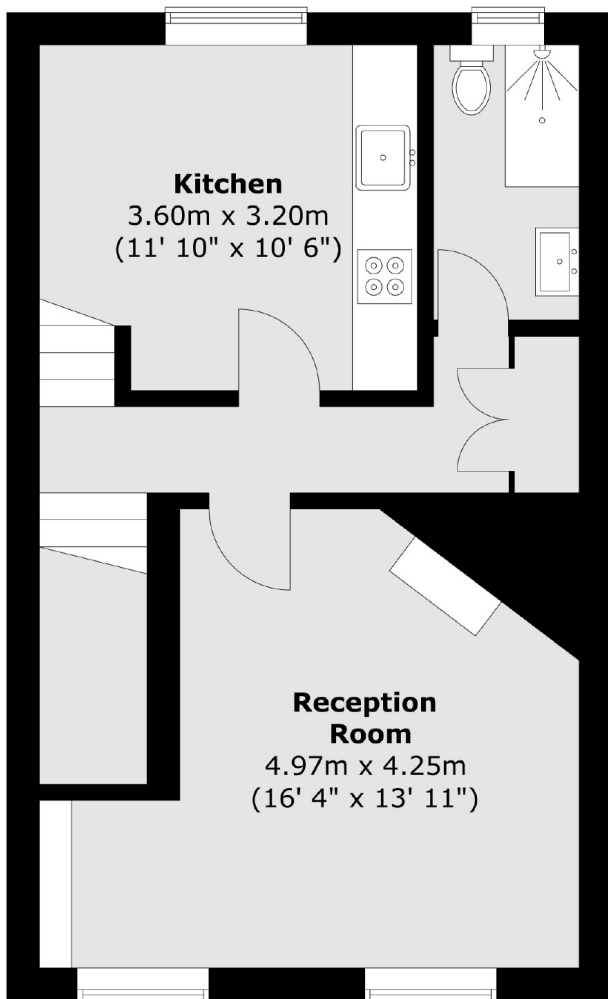 Kitchen
3.60m x 3.20m
(11' 10" x 10' 6")
Reception
Room
4.97m x 4.25m
(16' 4" x 13' 11")